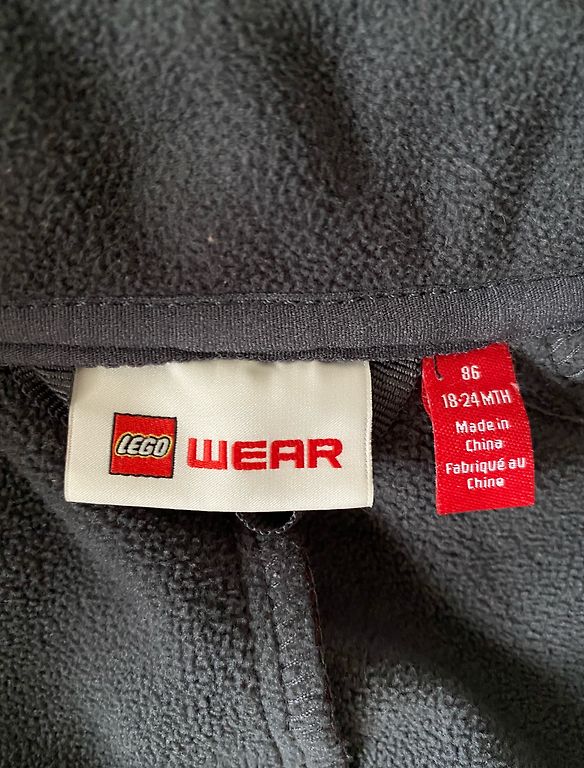 LEGO WEAR
86
18-24 MTH
Made in
China
Fabriqué au
Chine